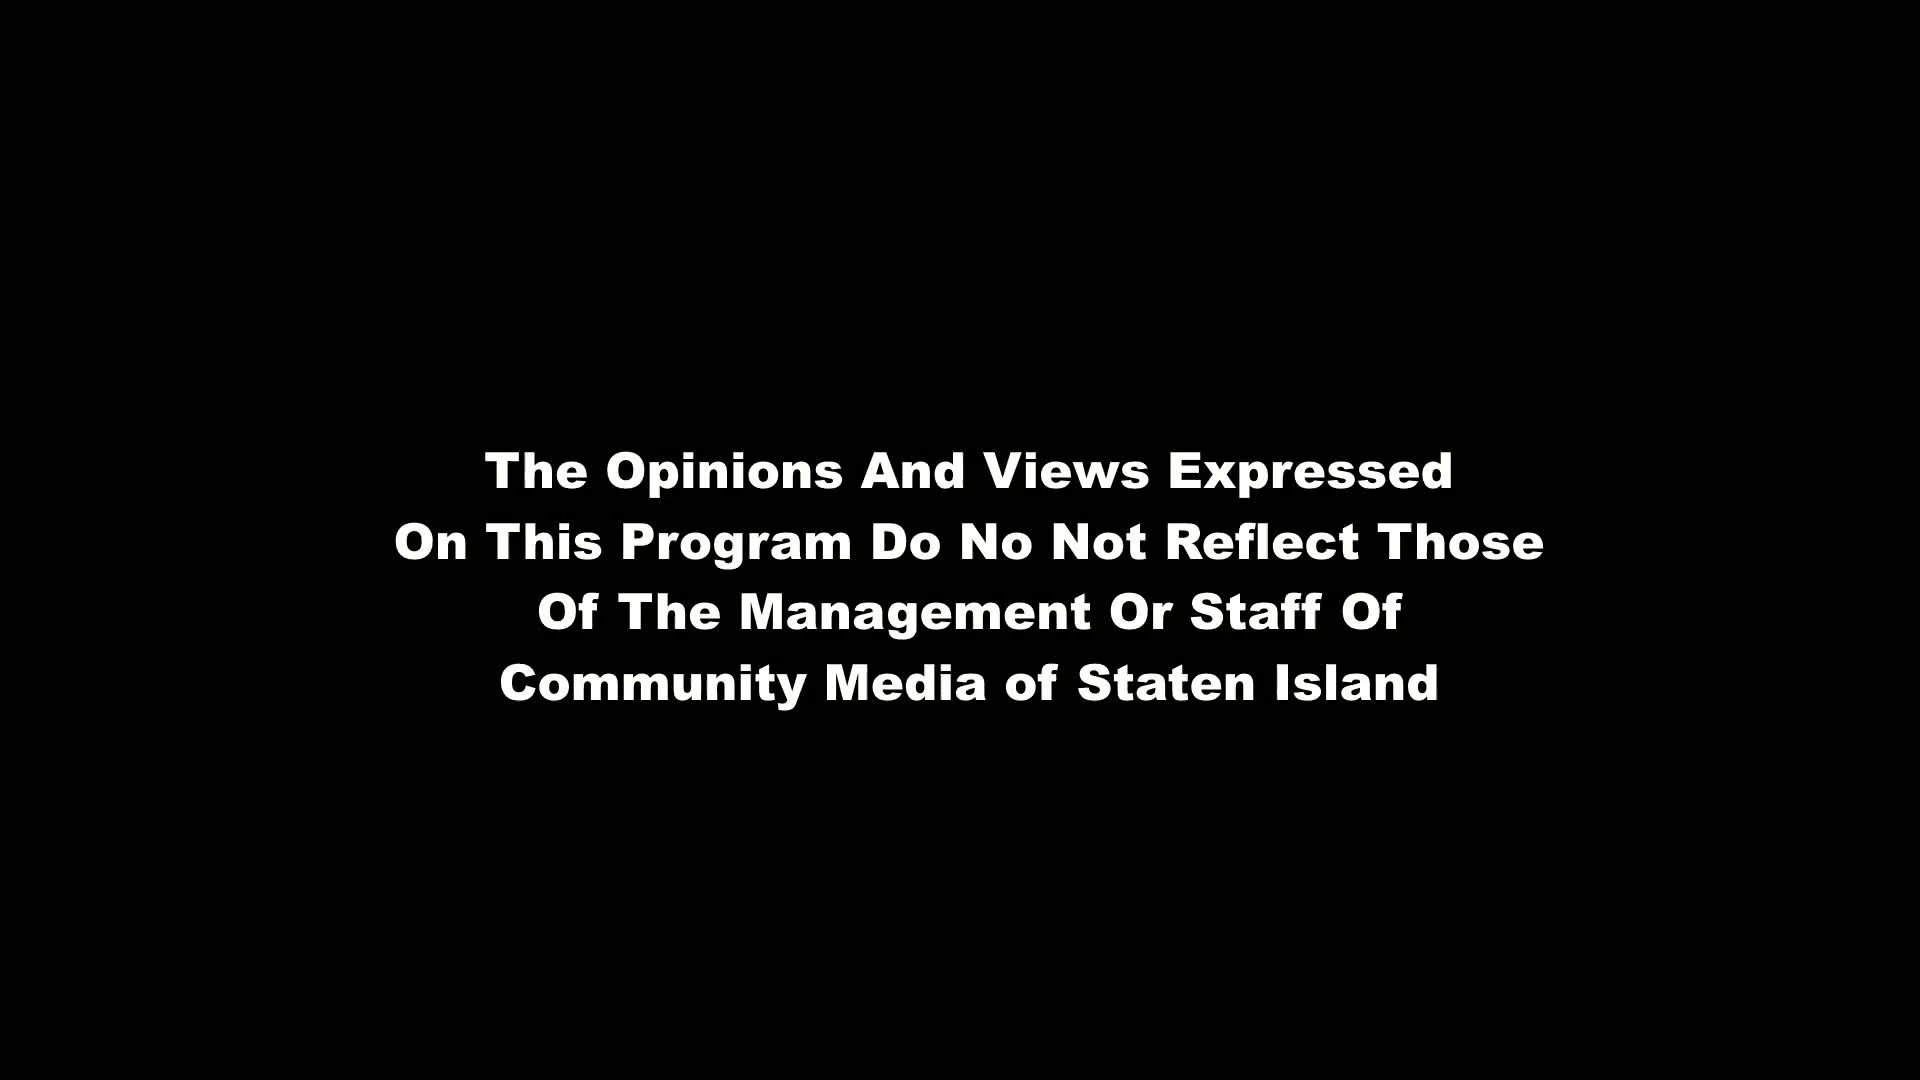 The Opinions And Views Expressed
On This Program Do No Not Reflect Those
Of The Management Or Staff Of
Community Media of Staten Island